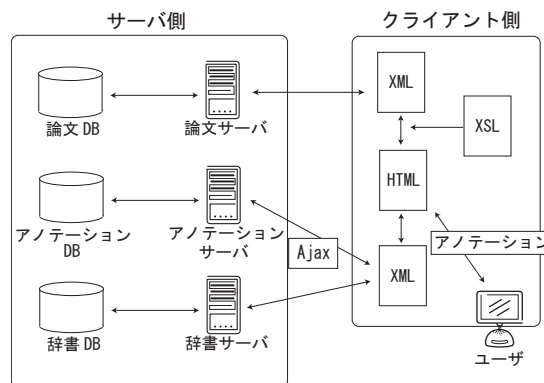 サーバ側
クライアント側
XML
XSL
論文DB
論文サーバ
HTML
アノテーション
DB
アノテーション
サーバ
Ajax
アノテーション
XML
辞書DB
辞書サーバ
ユーザ